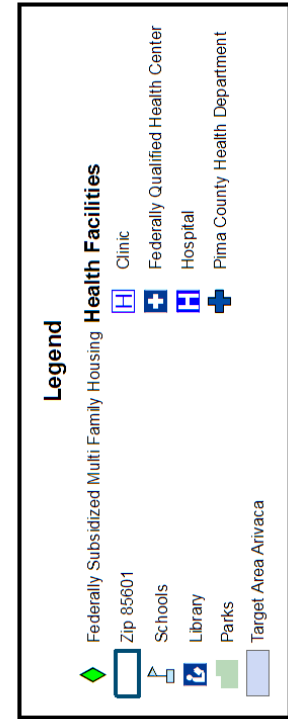 Legend
Federally Subsidized Multi Family Housing
Zip 85601
Schools
Library
Parks
Target Area Arivaca
Health Facilities
H Clinic
Federally Qualified Health Center
H Hospital
Pima County Health Department